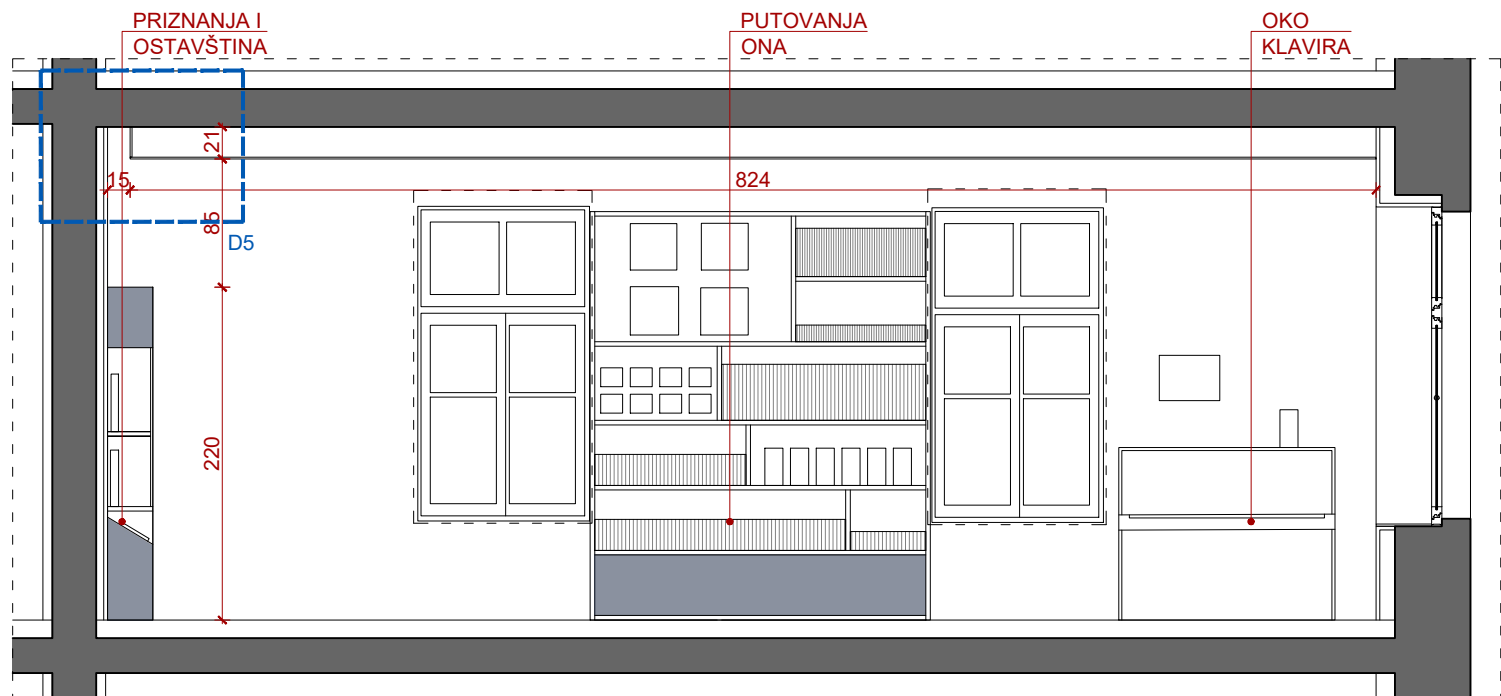 PRIZNANJA I
OSTAVŠTINA
PUTOVANJA
ONA
OKO
KLAVIRA
21
15
824
85
D5
220